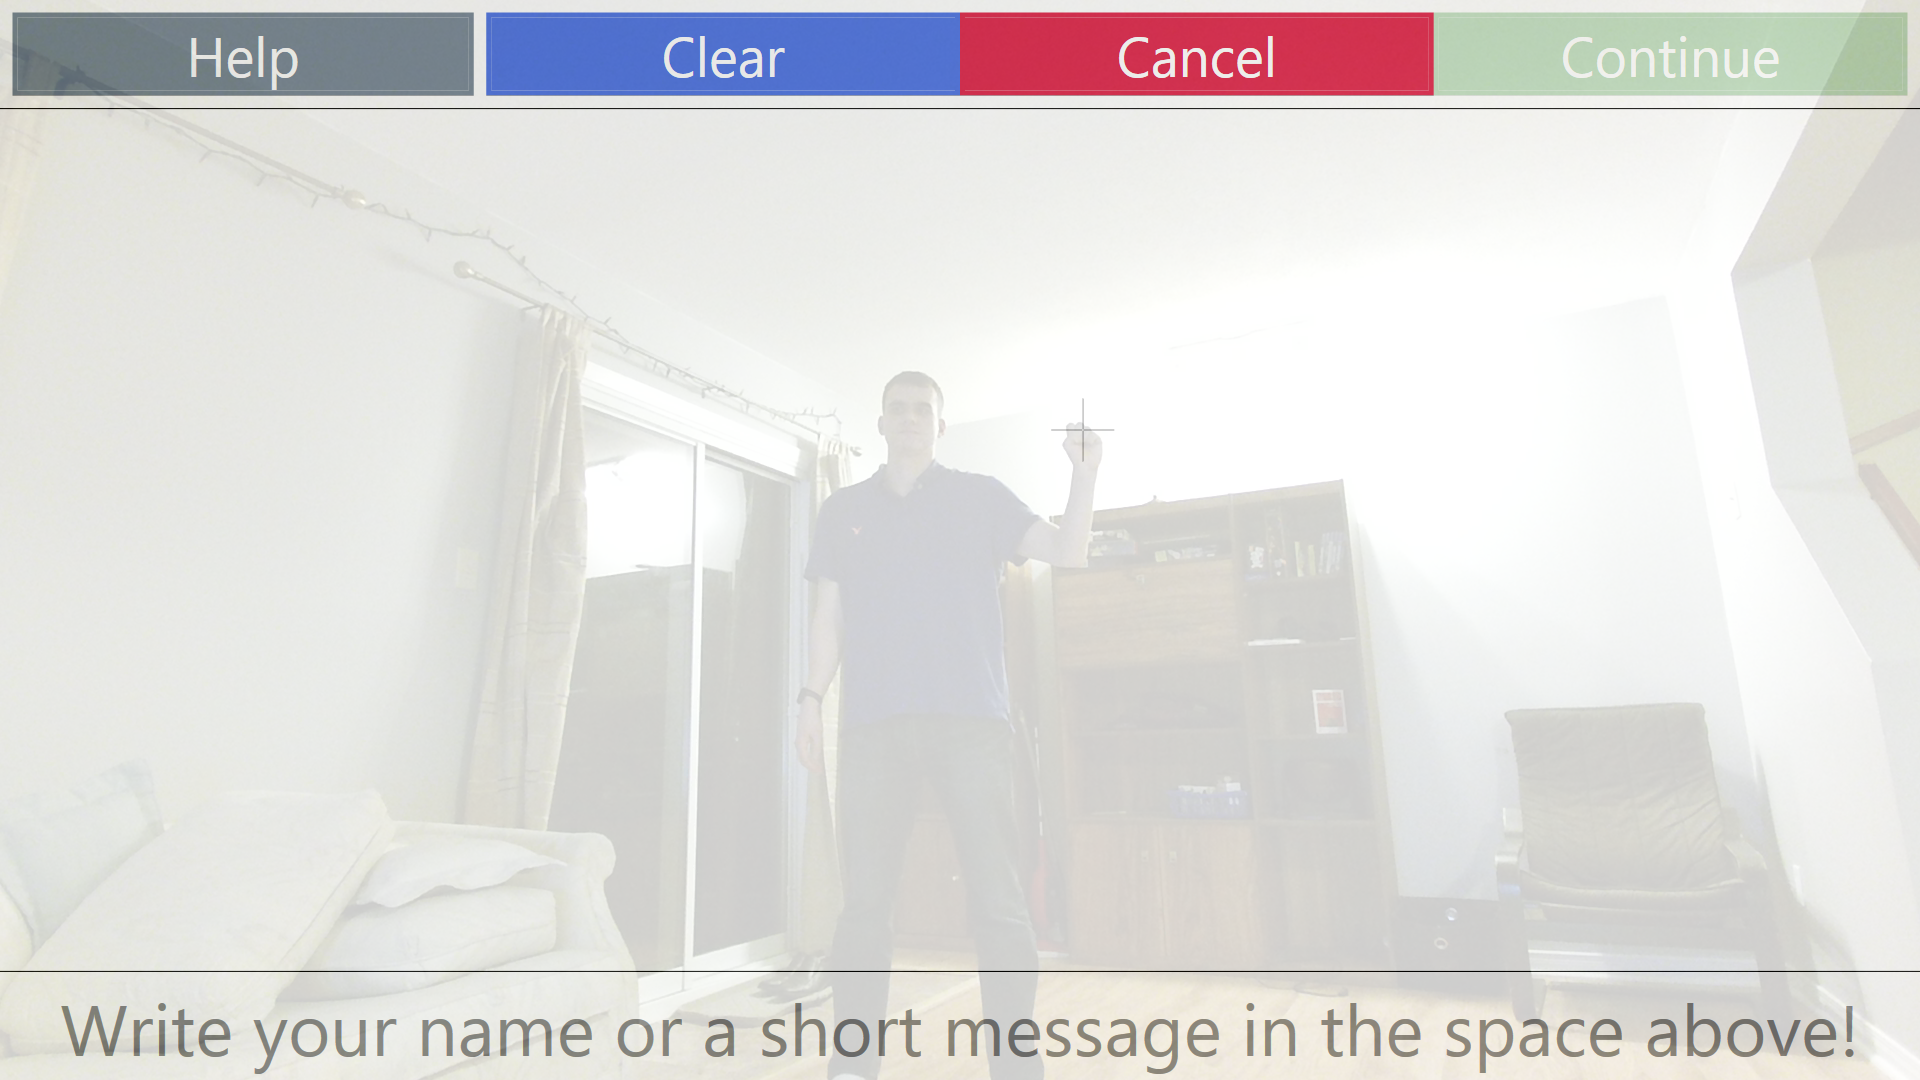 Help
Clear
Cancel
Continue
Write your name or a short message in the space above!